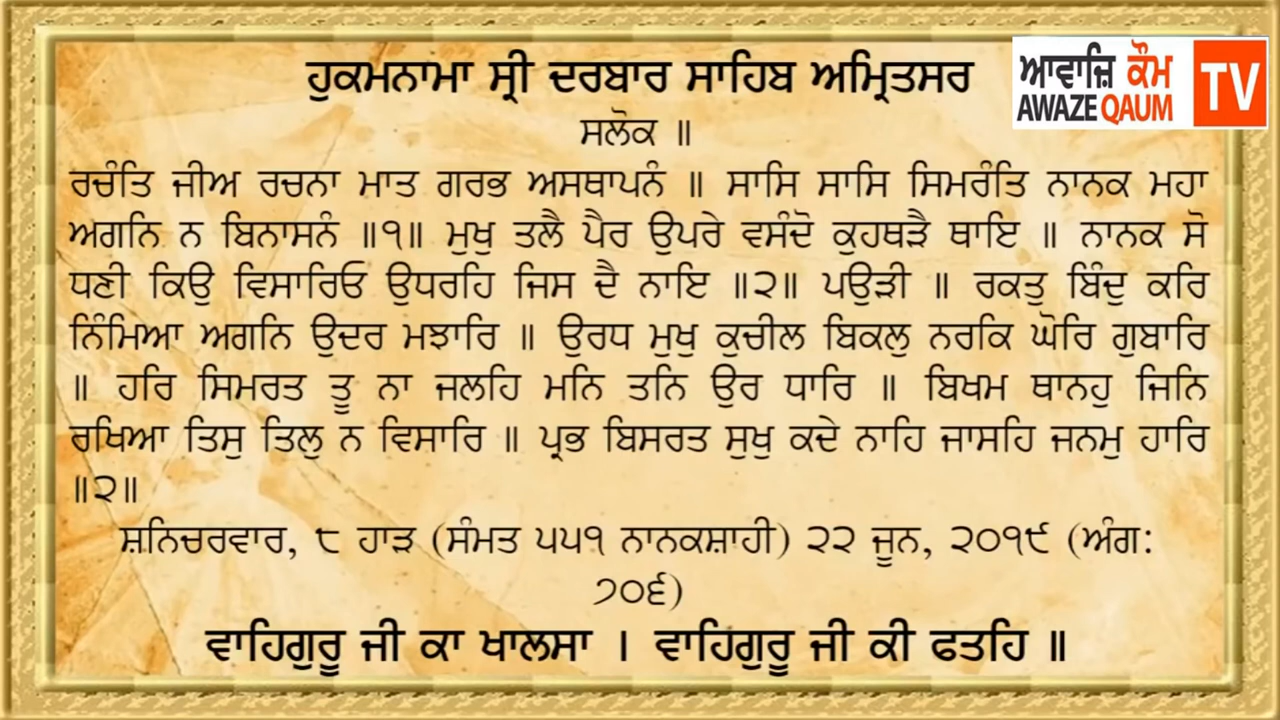 ਹੁਕਮਨਾਮਾ ਸ੍ਰੀ ਦਰਬਾਰ ਸਾਹਿਬ ਅਮ੍ਰਿਤਸਰ
ਆਵਾਜ਼ਿ ਕੌਮ
AWAZE QAUM
TV
ਸਲੋਕ ॥
ਰਚੰਤਿ ਜੀਅ ਰਚਨਾ ਮਾਤ ਗਰਭ ਅਸਥਾਪਨੰ ॥ ਸਾਸਿ ਸਾਸਿ ਸਿਮਰੰਤਿ ਨਾਨਕ ਮਹਾ
ਅਗਨਿ ਨ ਬਿਨਾਸਨੰ ॥੧॥ ਮੁਖੁ ਤਲੈ ਪੈਰ ਉਪਰੇ ਵਸੰਦੋ ਕੁਹਥੜੈ ਥਾਇ ॥ ਨਾਨਕ ਸੋ
ਧਣੀ ਕਿਉ ਵਿਸਾਰਿਓ ਉਧਰਹਿ ਜਿਸ ਦੈ ਨਾਇ ॥੨॥ ਪਉੜੀ ॥ ਰਕਤੁ ਬਿੰਦੁ ਕਰਿ
ਨਿੰਮਿਆ ਅਗਨਿ ਉਦਰ ਮਝਾਰਿ ॥ ਉਰਧ ਮੁਖੁ ਕੁਚੀਲ ਬਿਕਲੁ ਨਰਕਿ ਘੋਰਿ ਗੁਬਾਰਿ
॥ ਹਰਿ ਸਿਮਰਤ ਤੂ ਨਾ ਜਲਹਿ ਮਨਿ ਤਨਿ ਉਰ ਧਾਰਿ ॥ ਬਿਖਮ ਥਾਨਹੁ ਜਿਨਿ
ਰਖਿਆ ਤਿਸੁ ਤਿਲੁ ਨ ਵਿਸਾਰਿ ॥ ਪ੍ਰਭ ਬਿਸਰਤ ਸੁਖੁ ਕਦੇ ਨਾਹਿ ਜਾਸਹਿ ਜਨਮੁ ਹਾਰਿ
॥੨॥
ਸ਼ਨਿਚਰਵਾਰ, ੮ ਹਾੜ (ਸੰਮਤ ੫੫੧ ਨਾਨਕਸ਼ਾਹੀ) ੨੨ ਜੂਨ, ੨੦੧੯ (ਅੰਗ:
੭੦੬)
ਵਾਹਿਗੁਰੂ ਜੀ ਕਾ ਖਾਲਸਾ । ਵਾਹਿਗੁਰੂ ਜੀ ਕੀ ਫਤਹਿ ॥